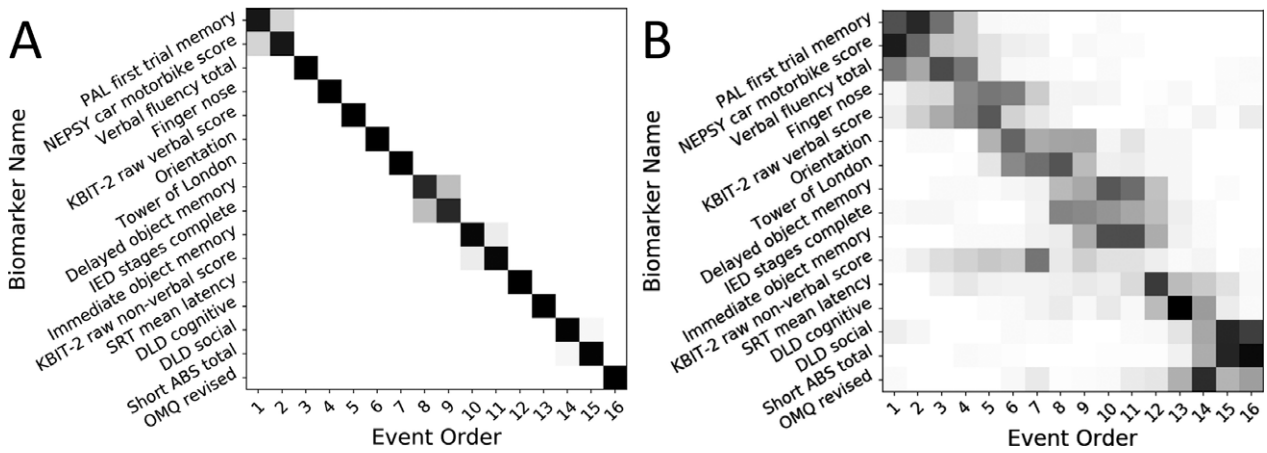 A
Biomarker Name
PAL first trial memory
NEPSY car motorbike score
Verbal fluency total
Finger nose
KBIT-2 raw verbal score
Orientation
Tower of London
Delayed object memory
IED stages complete
Immediate object memory
KBIT-2 raw non-verbal score
SRT mean latency
DLD cognitive
DLD social
Short ABS total
OMQ revised
1 2 3 4 5 6 7 8 9 10 11 12 13 14 15 16
Event Order
B
Biomarker Name
PAL first trial memory
NEPSY car motorbike score
Verbal fluency total
Finger nose
KBIT-2 raw verbal score
Orientation
Tower of London
Delayed object memory
IED stages complete
Immediate object memory
KBIT-2 raw non-verbal score
SRT mean latency
DLD cognitive
DLD social
Short ABS total
OMQ revised
1 2 3 4 5 6 7 8 9 10 11 12 13 14 15 16
Event Order